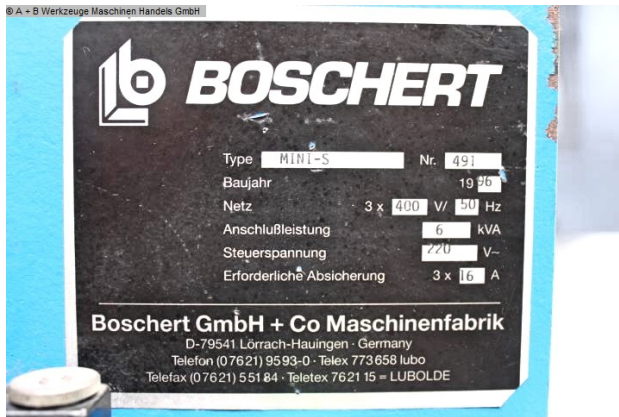 © A + B Werkzeuge Maschinen Handels GmbH
BOSCHERT
Type MINI-S Nr. 491
Baujahr 1996
Netz 3 x 400 V/ 50 Hz
Anschlußleistung 6 kVA
Steuerspannung 220 V~
Erforderliche Absicherung 3 x 16 A
Boschert GmbH + Co Maschinenfabrik
D-79541 Lörrach-Hauingen · Germany
Telefon (07621) 9593-0 · Telex 773658 lubo
Telefax (07621) 55184 · Teletex 762115 = LUBOLDE